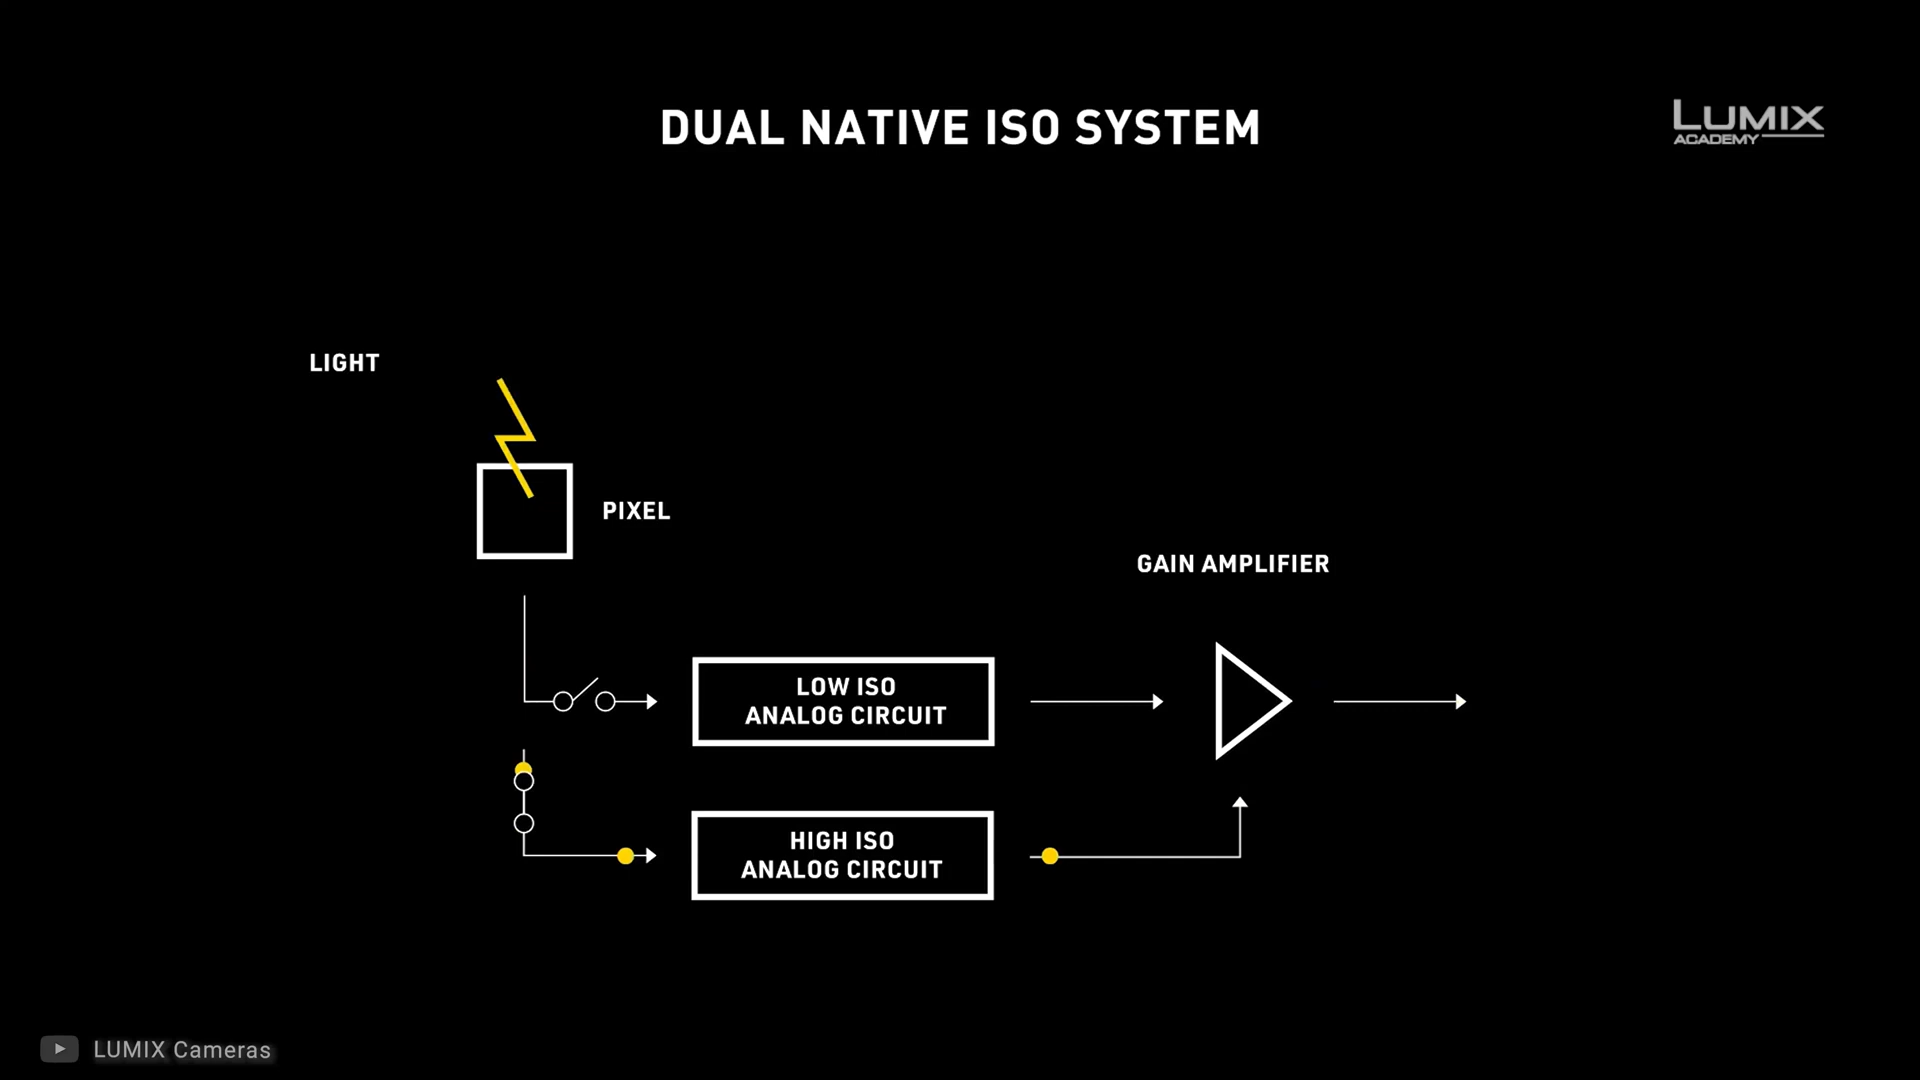 DUAL NATIVE ISO SYSTEM
LUMIX
ACADEMY
LIGHT
PIXEL
GAIN AMPLIFIER
LOW ISO
ANALOG CIRCUIT
HIGH ISO
ANALOG CIRCUIT
LUMIX Cameras